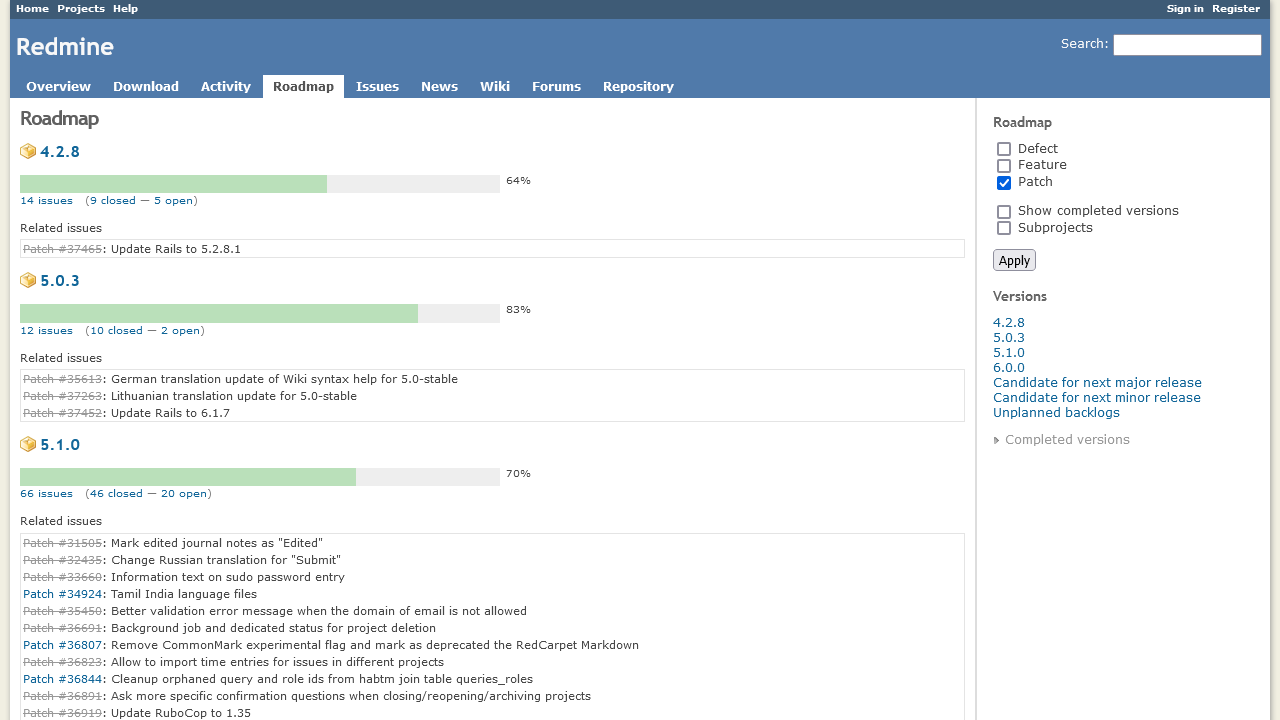 Home Projects Help Sign in Register
Redmine
Search:
Overview Download Activity Roadmap Issues News Wiki Forums Repository
Roadmap
4.2.8
64%
14 issues (9 closed — 5 open)
Related issues
Patch #37465: Update Rails to 5.2.8.1
5.0.3
83%
12 issues (10 closed — 2 open)
Related issues
Patch #35613: German translation update of Wiki syntax help for 5.0-stable
Patch #37263: Lithuanian translation update for 5.0-stable
Patch #37452: Update Rails to 6.1.7
5.1.0
70%
66 issues (46 closed — 20 open)
Related issues
Patch #31505: Mark edited journal notes as "Edited"
Patch #32435: Change Russian translation for "Submit"
Patch #33660: Information text on sudo password entry
Patch #34924: Tamil India language files
Patch #35450: Better validation error message when the domain of email is not allowed
Patch #36691: Background job and dedicated status for project deletion
Patch #36807: Remove CommonMark experimental flag and mark as deprecated the RedCarpet Markdown
Patch #36823: Allow to import time entries for issues in different projects
Patch #36844: Cleanup orphaned query and role ids from habtm join table queries_roles
Patch #36891: Ask more specific confirmation questions when closing/reopening/archiving projects
Patch #36919: Update RuboCop to 1.35
Roadmap
Defect
Feature
Patch
Show completed versions
Subprojects
Apply
Versions
4.2.8
5.0.3
5.1.0
6.0.0
Candidate for next major release
Candidate for next minor release
Unplanned backlogs
Completed versions